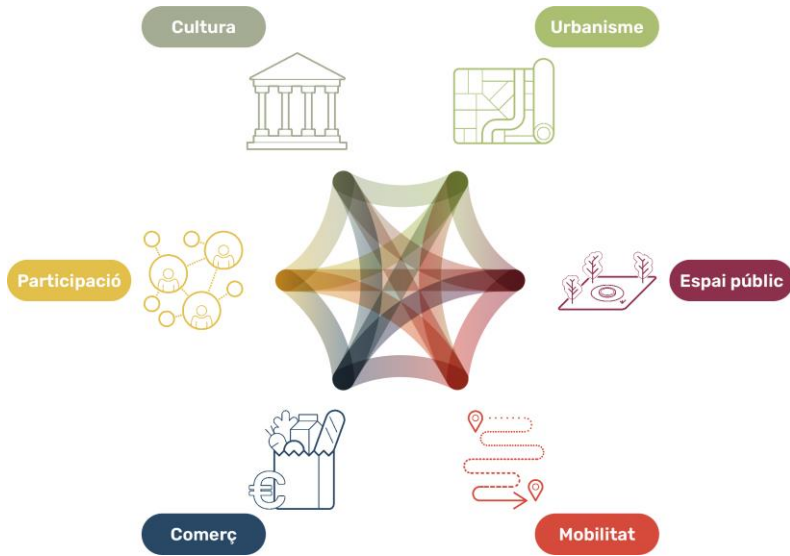 Cultura
Urbanisme
Participació
Espai públic
Comerç
Mobilitat